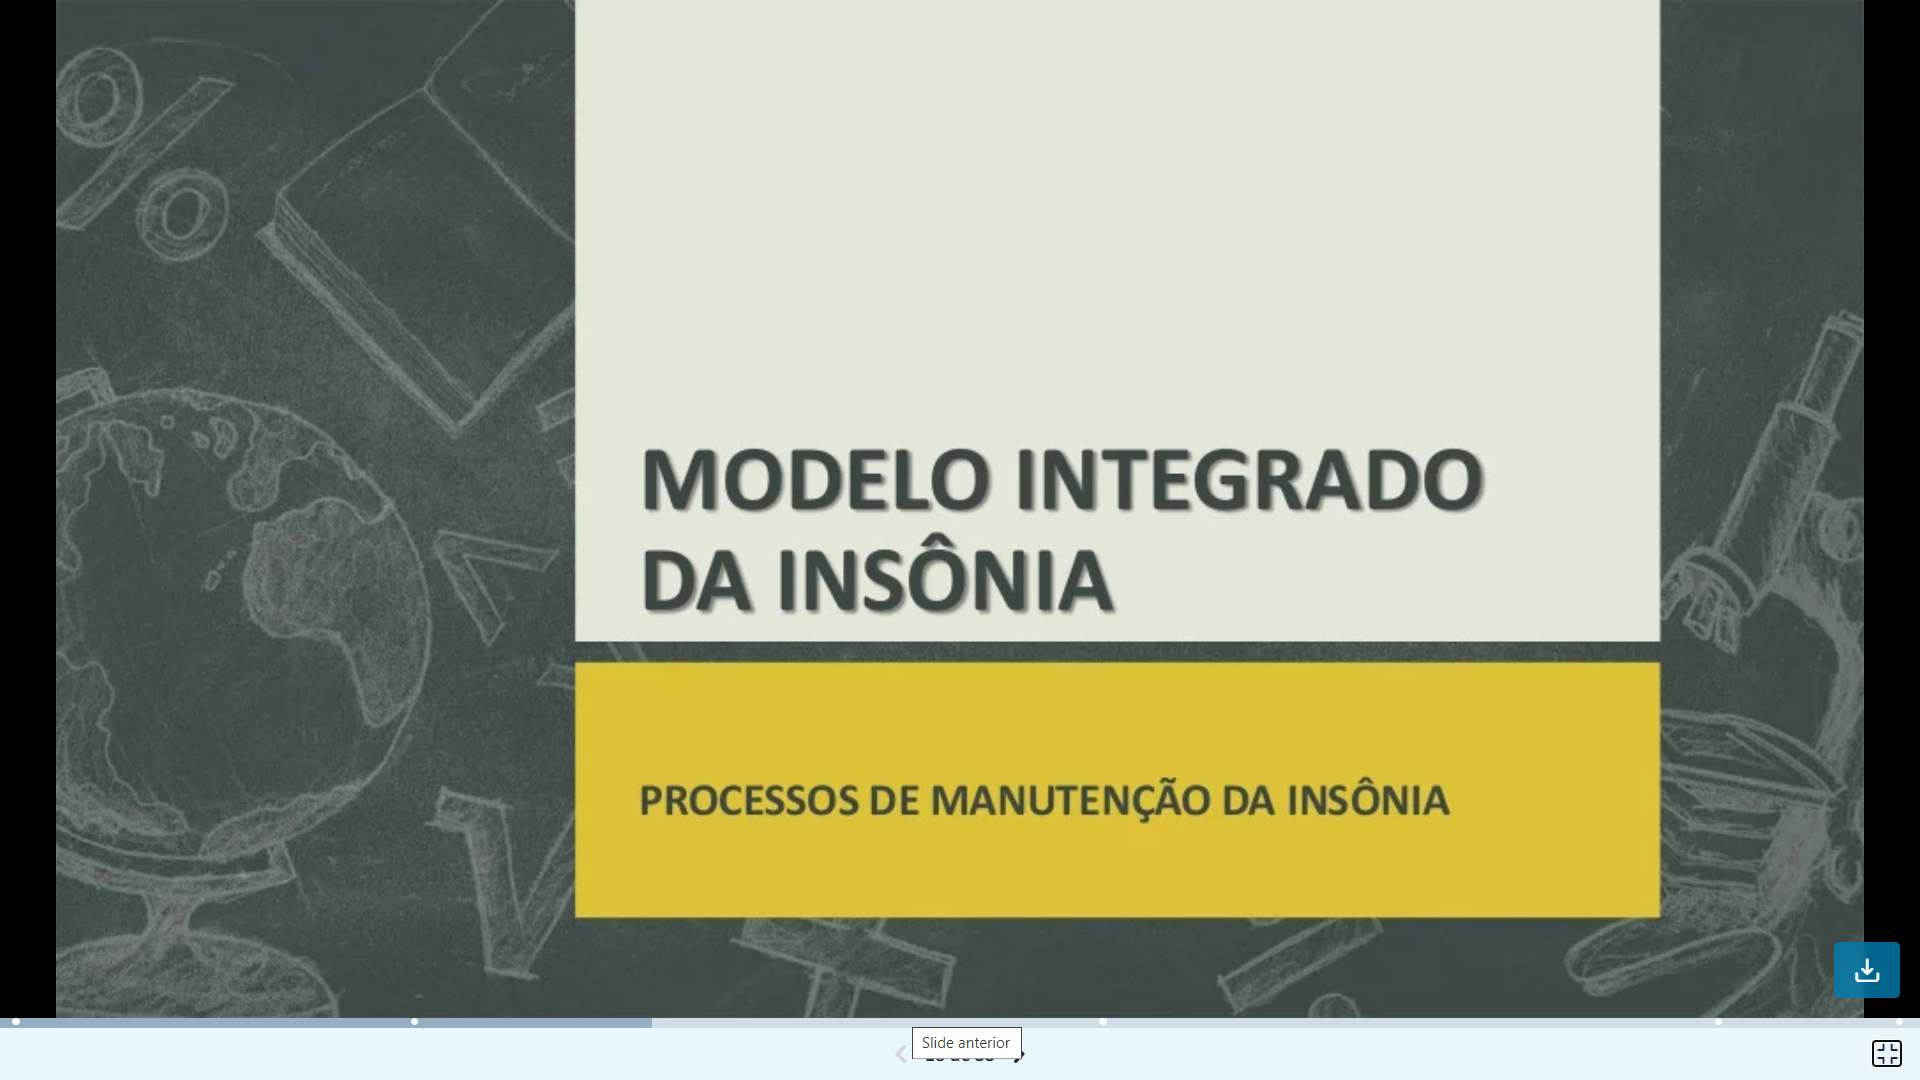 MODELO INTEGRADO
DA INSÔNIA
PROCESSOS DE MANUTENÇÃO DA INSÔNIA
Slide anterior